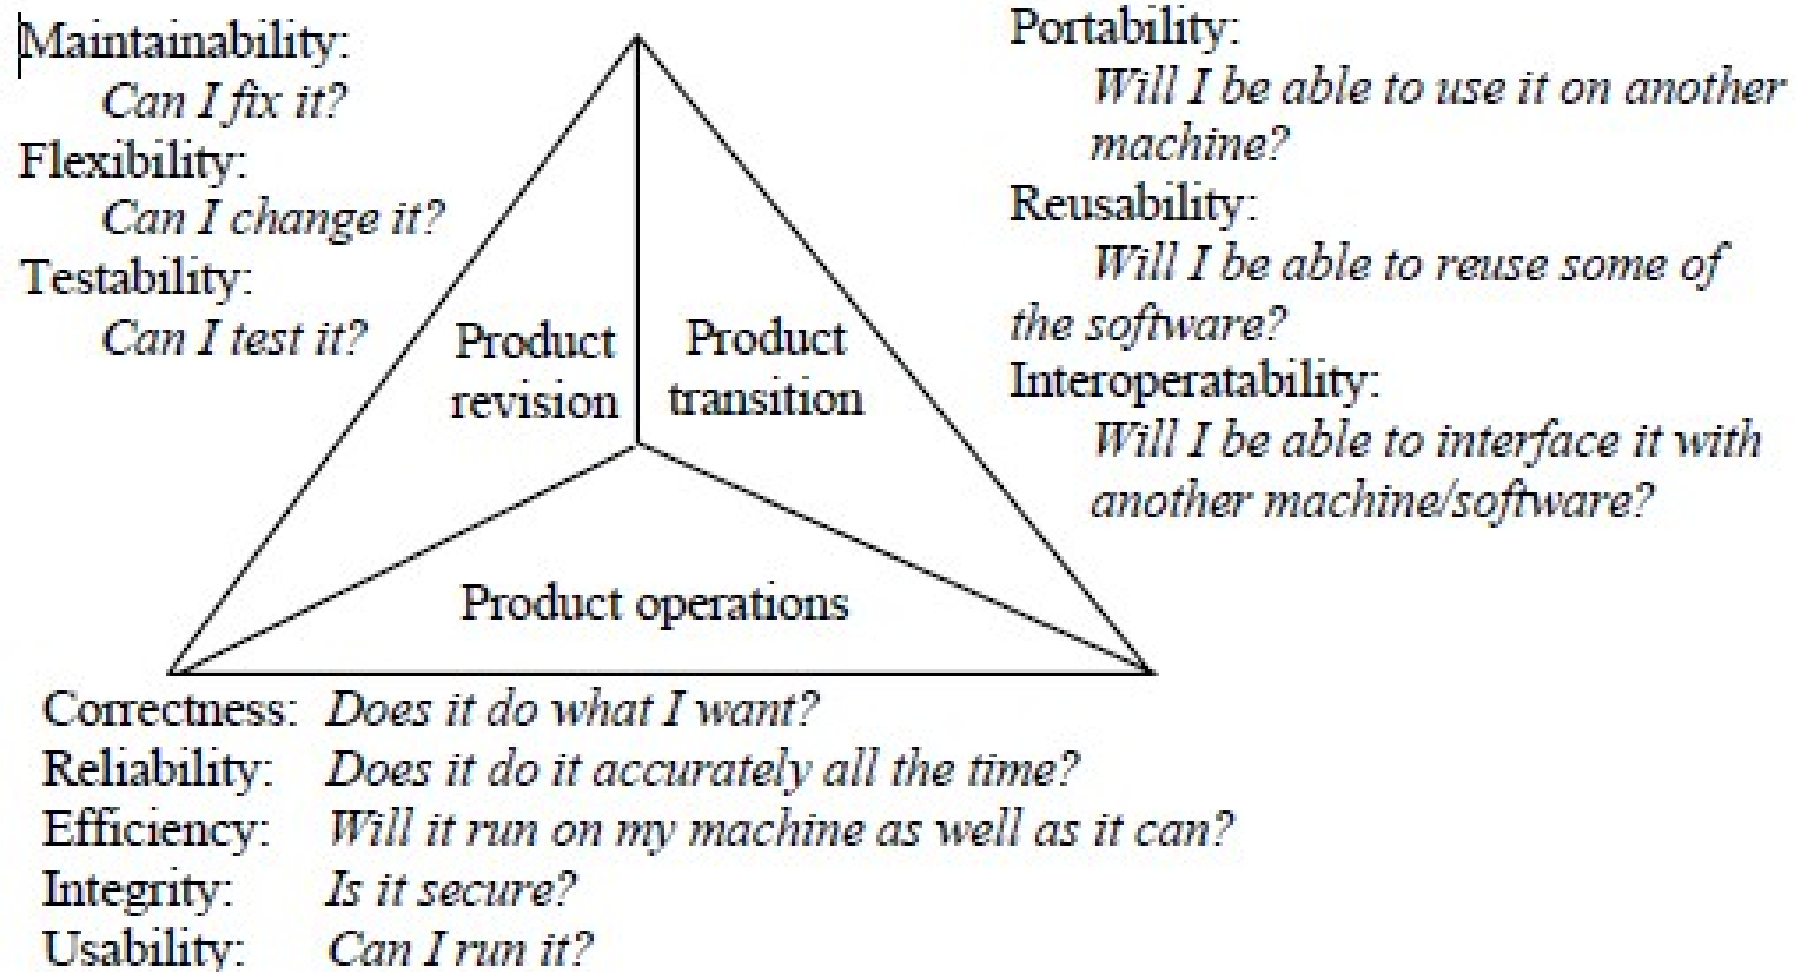 Maintainability:
Can I fix it?
Flexibility:
Can I change it?
Testability:
Can I test it?
Portability:
Will I be able to use it on another
machine?
Reusability:
Will I be able to reuse some of
the software?
Interoperatability:
Will I be able to interface it with
another machine/software?
Product
revision
Product
transition
Product operations
Correctness: Does it do what I want?
Reliability: Does it do it accurately all the time?
Efficiency: Will it run on my machine as well as it can?
Integrity: Is it secure?
Usability: Can I run it?